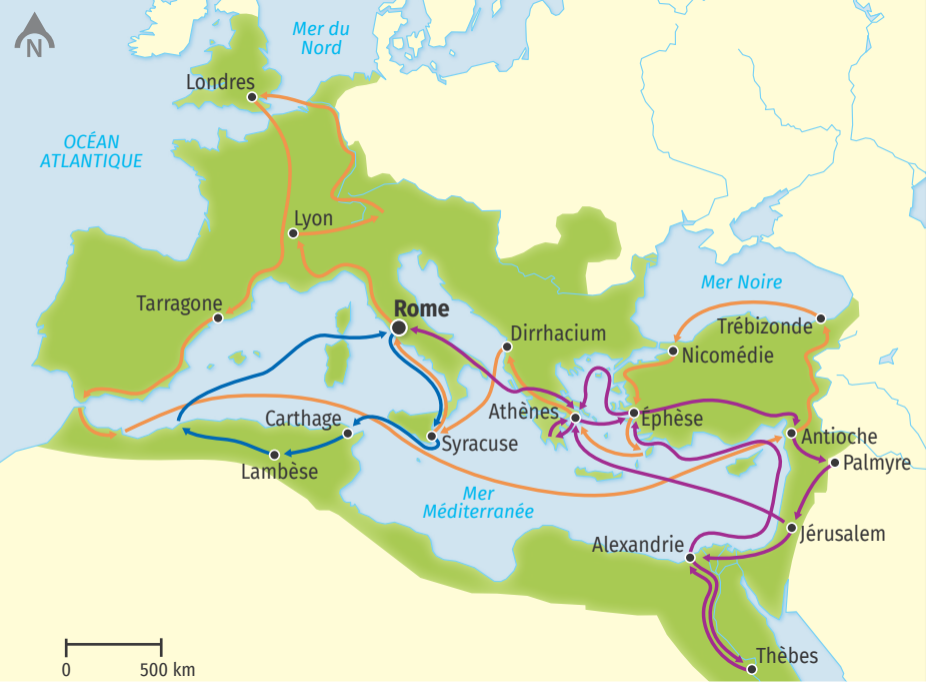 N
Mer du
Nord
Londres
OCÉAN
ATLANTIQUE
Lyon
Mer Noire
Tarragone
Rome
Dirrhacium
Trébizonde
Nicomédie
Carthage
Athènes
Éphèse
Syracuse
Antioche
Lambèse
Palmyre
Mer
Méditerranée
Jérusalem
Alexandrie
Thèbes
0 500 km